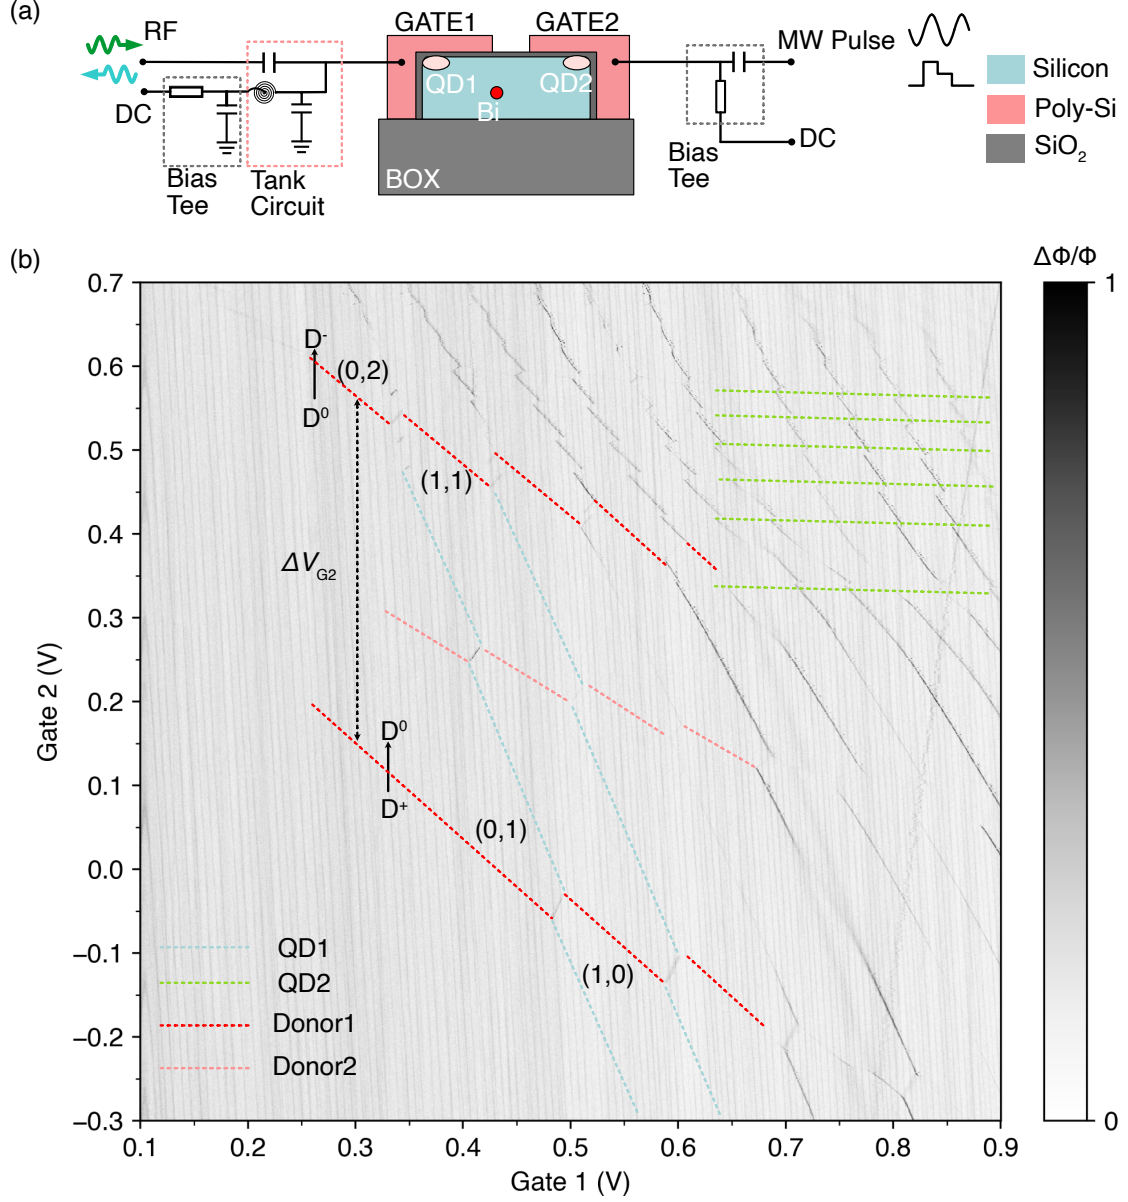 (a)
RF
DC
Bias
Tee
Tank
Circuit
GATE1
GATE2
QD1
QD2
Bi
BOX
MW Pulse
Bias
Tee
DC
Silicon
Poly-Si
SiO₂
(b)
ΔΦ/Φ
1
0
0.7
0.6
0.5
0.4
0.3
0.2
0.1
0.0
−0.1
−0.2
−0.3
Gate 2 (V)
D⁻
D⁰
(0,2)
(1,1)
ΔV_G2
D⁰
D⁺
(0,1)
(1,0)
QD1
QD2
Donor1
Donor2
0.1
0.2
0.3
0.4
0.5
0.6
0.7
0.8
0.9
Gate 1 (V)